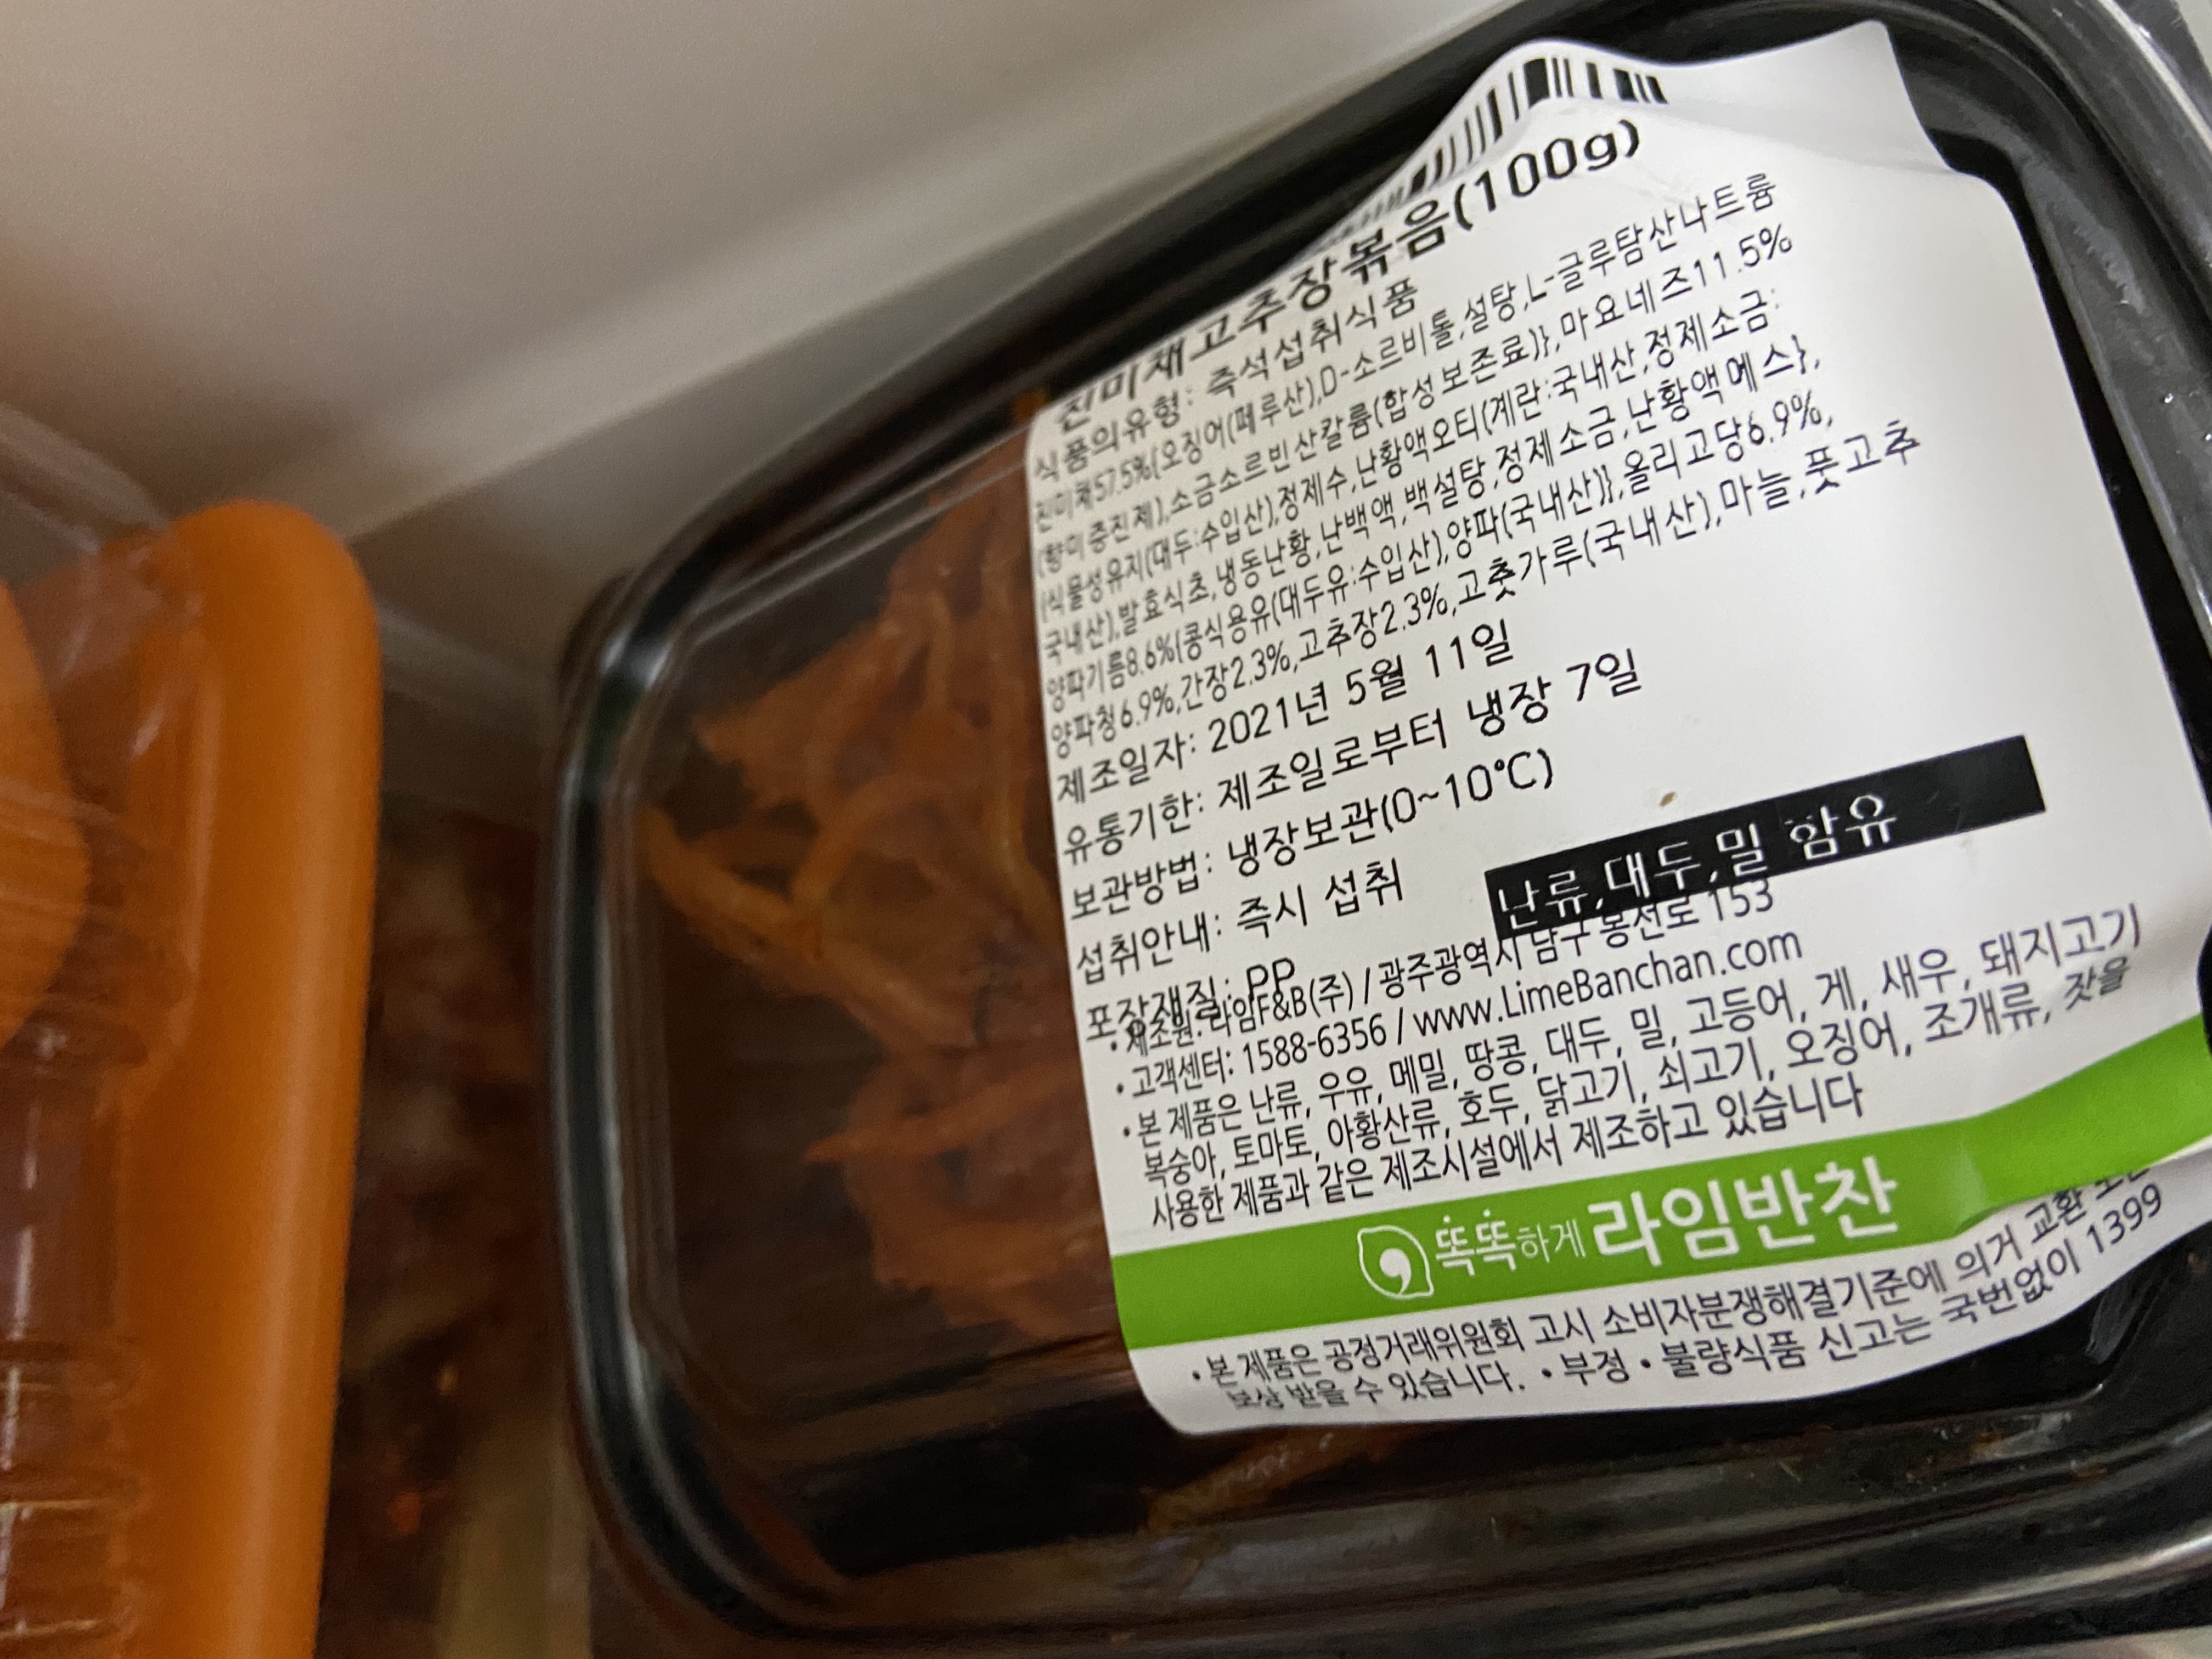 진미채고추장볶음(100g)
식품의유형: 즉석섭취식품
진미채57.5%{오징어(페루산),D-소르비톨,설탕,L-글루탐산나트륨
(향미증진제),소금소르빈산칼륨(합성보존료)},마요네즈11.5%
{식물성유지(대두:수입산),정제수,난황액오티(계란:국내산,정제소금:
국내산),발효식초,냉동난황,난백액,백설탕,정제소금,난황액에스},
양파기름8.6%{콩식용유(대두유:수입산),양파(국내산)},올리고당6.9%,
양파청6.9%,간장2.3%,고추장2.3%,고춧가루(국내산),마늘,풋고추
제조일자: 2021년 5월 11일
유통기한: 제조일로부터 냉장 7일
보관방법: 냉장보관(0~10℃)
섭취안내: 즉시 섭취
난류,대두,밀 함유
포장재질: PP
• 제조원: 라임F&B(주) / 광주광역시 남구 봉선로 153
• 고객센터: 1588-6356 / www.LimeBanchan.com
• 본 제품은 난류, 우유, 메밀, 땅콩, 대두, 밀, 고등어, 게, 새우, 돼지고기
복숭아, 토마토, 아황산류, 호두, 닭고기, 쇠고기, 오징어, 조개류, 잣을
사용한 제품과 같은 제조시설에서 제조하고 있습니다
똑똑하게 라임반찬
• 본 제품은 공정거래위원회 고시 소비자분쟁해결기준에 의거 교환
보상 받을 수 있습니다. • 부정 • 불량식품 신고는 국번없이 1399